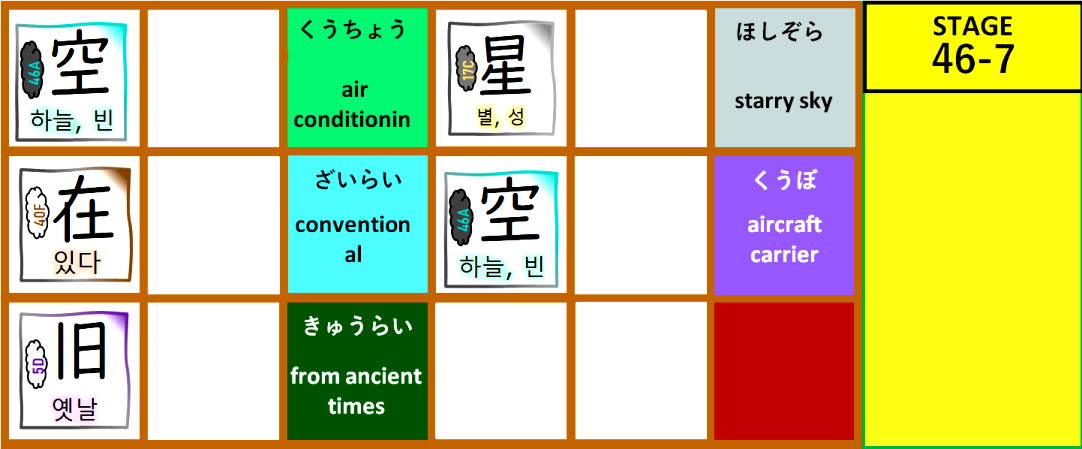 46A
空
하늘, 빈
くうちょう
air
conditionin
17C
星
별, 성
ほしぞら
starry sky
STAGE
46-7
40F
在
있다
ざいらい
convention
al
46A
空
하늘, 빈
くうぼ
aircraft
carrier
5D
旧
옛날
きゅうらい
from ancient
times